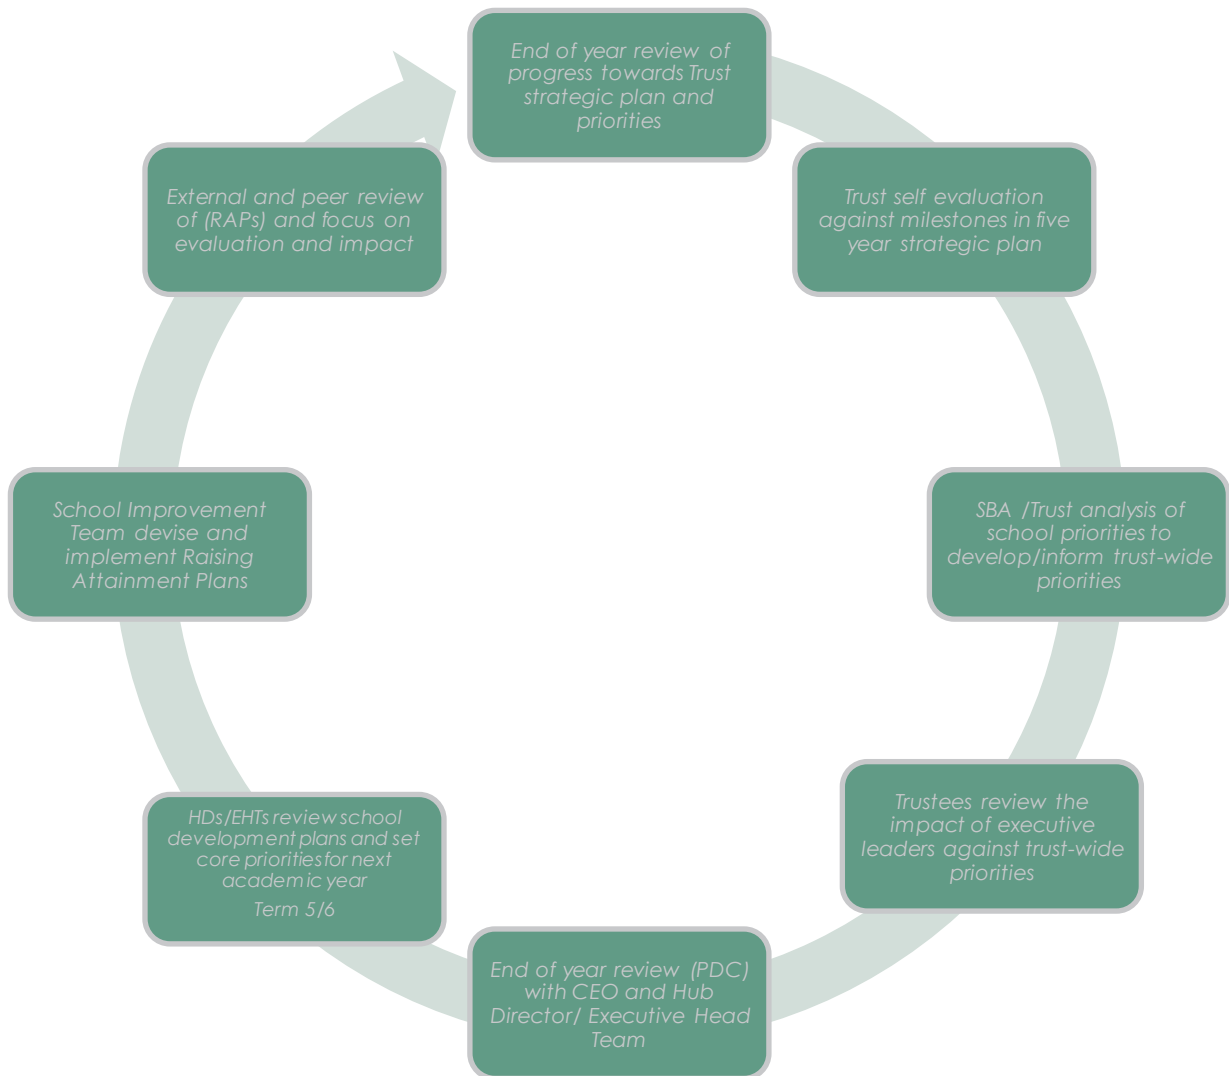 End of year review of
progress towards Trust
strategic plan and
priorities
Trust self evaluation
against milestones in five
year strategic plan
SBA /Trust analysis of
school priorities to
develop/inform trust-wide
priorities
Trustees review the
impact of executive
leaders against trust-wide
priorities
End of year review (PDC)
with CEO and Hub
Director/ Executive Head
Team
HDs/EHTs review school
development plans and set
core priorities for next
academic year
Term 5/6
School Improvement
Team devise and
implement Raising
Attainment Plans
External and peer review
of (RAPs) and focus on
evaluation and impact